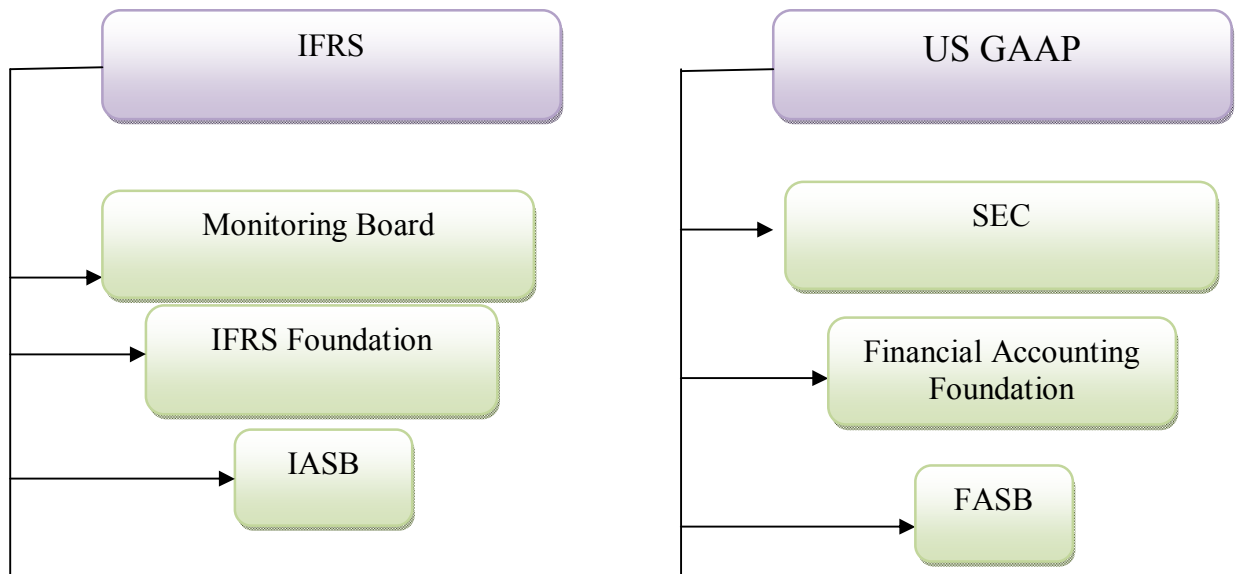 IFRS
Monitoring Board
IFRS Foundation
IASB
US GAAP
SEC
Financial Accounting
Foundation
FASB